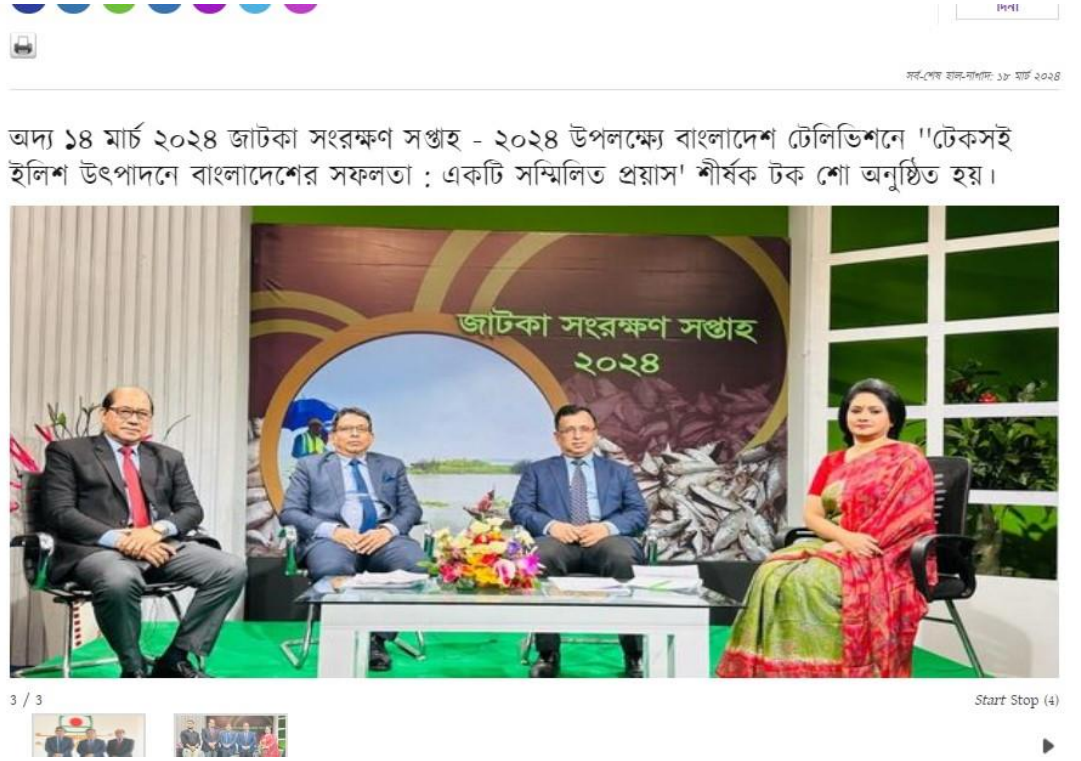 সর্ব-শেষ হাল-নাগাদ: ১৮ মার্চ ২০২৪
অদ্য ১৪ মার্চ ২০২৪ জাটকা সংরক্ষণ সপ্তাহ - ২০২৪ উপলক্ষ্যে বাংলাদেশ টেলিভিশনে ''টেকসই
ইলিশ উৎপাদনে বাংলাদেশের সফলতা : একটি সম্মিলিত প্রয়াস' শীর্ষক টক শো অনুষ্ঠিত হয়।
জাটকা সংরক্ষণ সপ্তাহ
২০২৪
3 / 3
Start Stop (4)